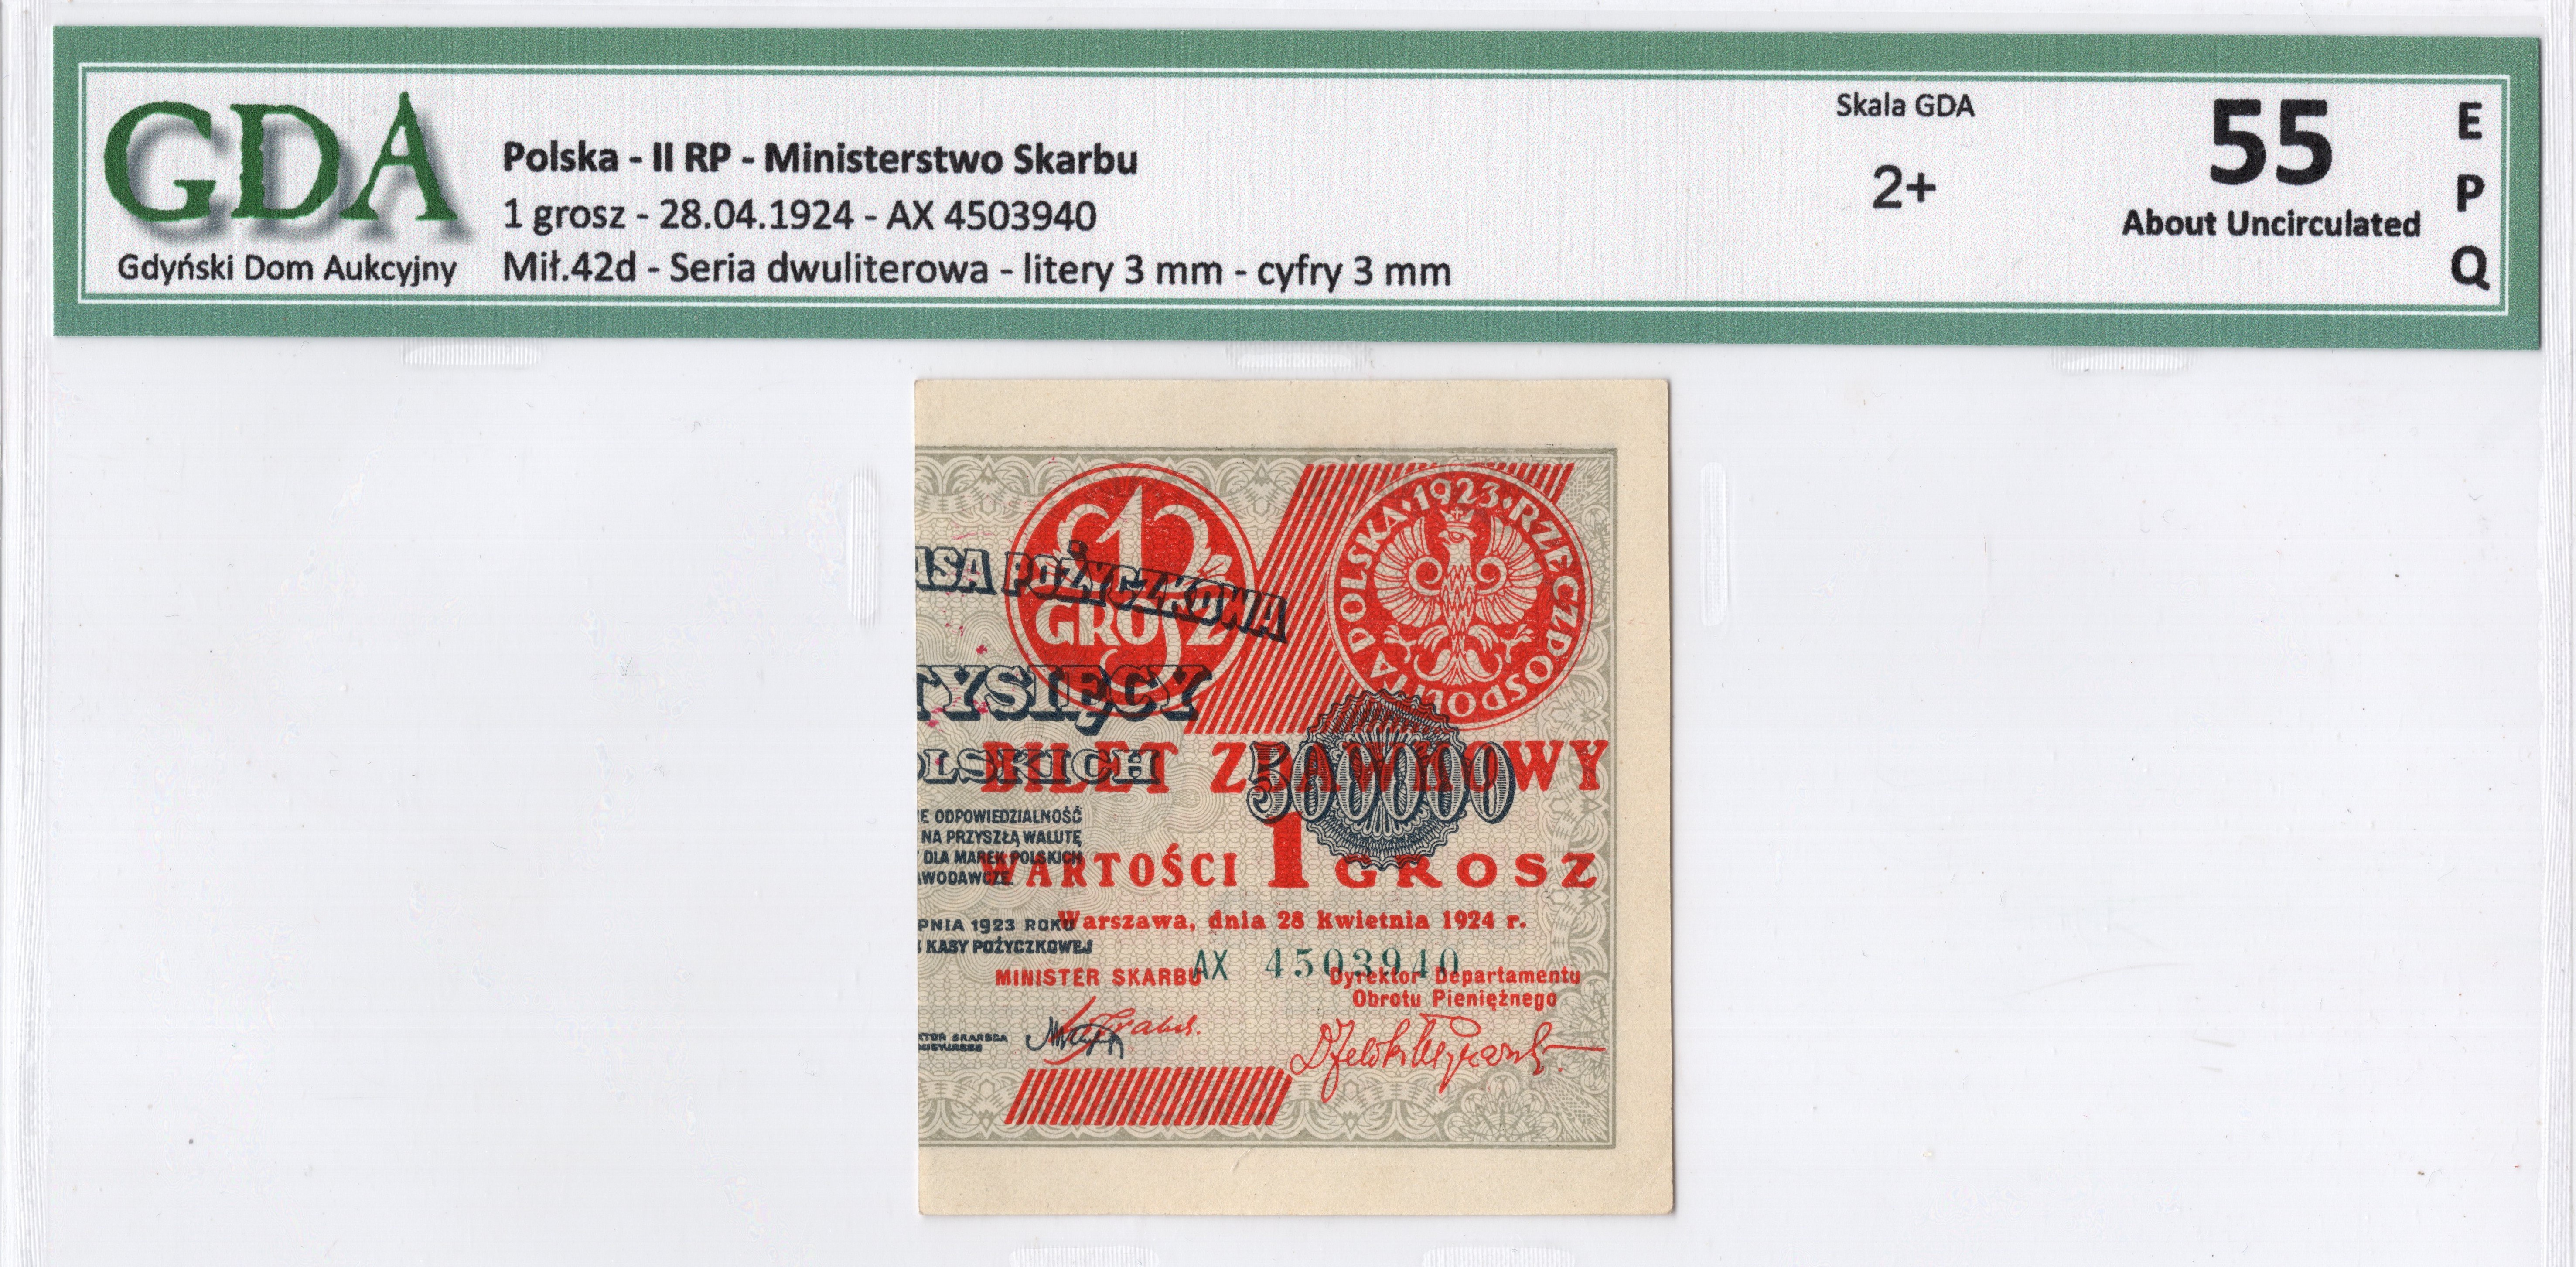 GDA
Gdyński Dom Aukcyjny
Polska - II RP - Ministerstwo Skarbu
1 grosz - 28.04.1924 - AX 4503940
Mił.42d - Seria dwuliterowa - litery 3 mm - cyfry 3 mm
Skala GDA
2+
55
About Uncirculated
E
P
Q
1
GROSZ
POLSKA·1923·RZECZPOSPOLITA
ASA POŻYCZKOWA
TYSIĘCY
OLSKICH
BILET ZDAWKOWY
500000
E ODPOWIEDZIALNOŚĆ
NA PRZYSZŁĄ WALUTĘ
DLA MAREK POLSKICH
AWODAWCZE
WARTOŚCI 1 GROSZ
PNIA 1923 ROKU
Warszawa, dnia 28 Kwietnia 1924 r.
KASY POŻYCZKOWEJ
AX 4503940
MINISTER SKARBU
Dyrektor Departamentu
Obrotu Pieniężnego